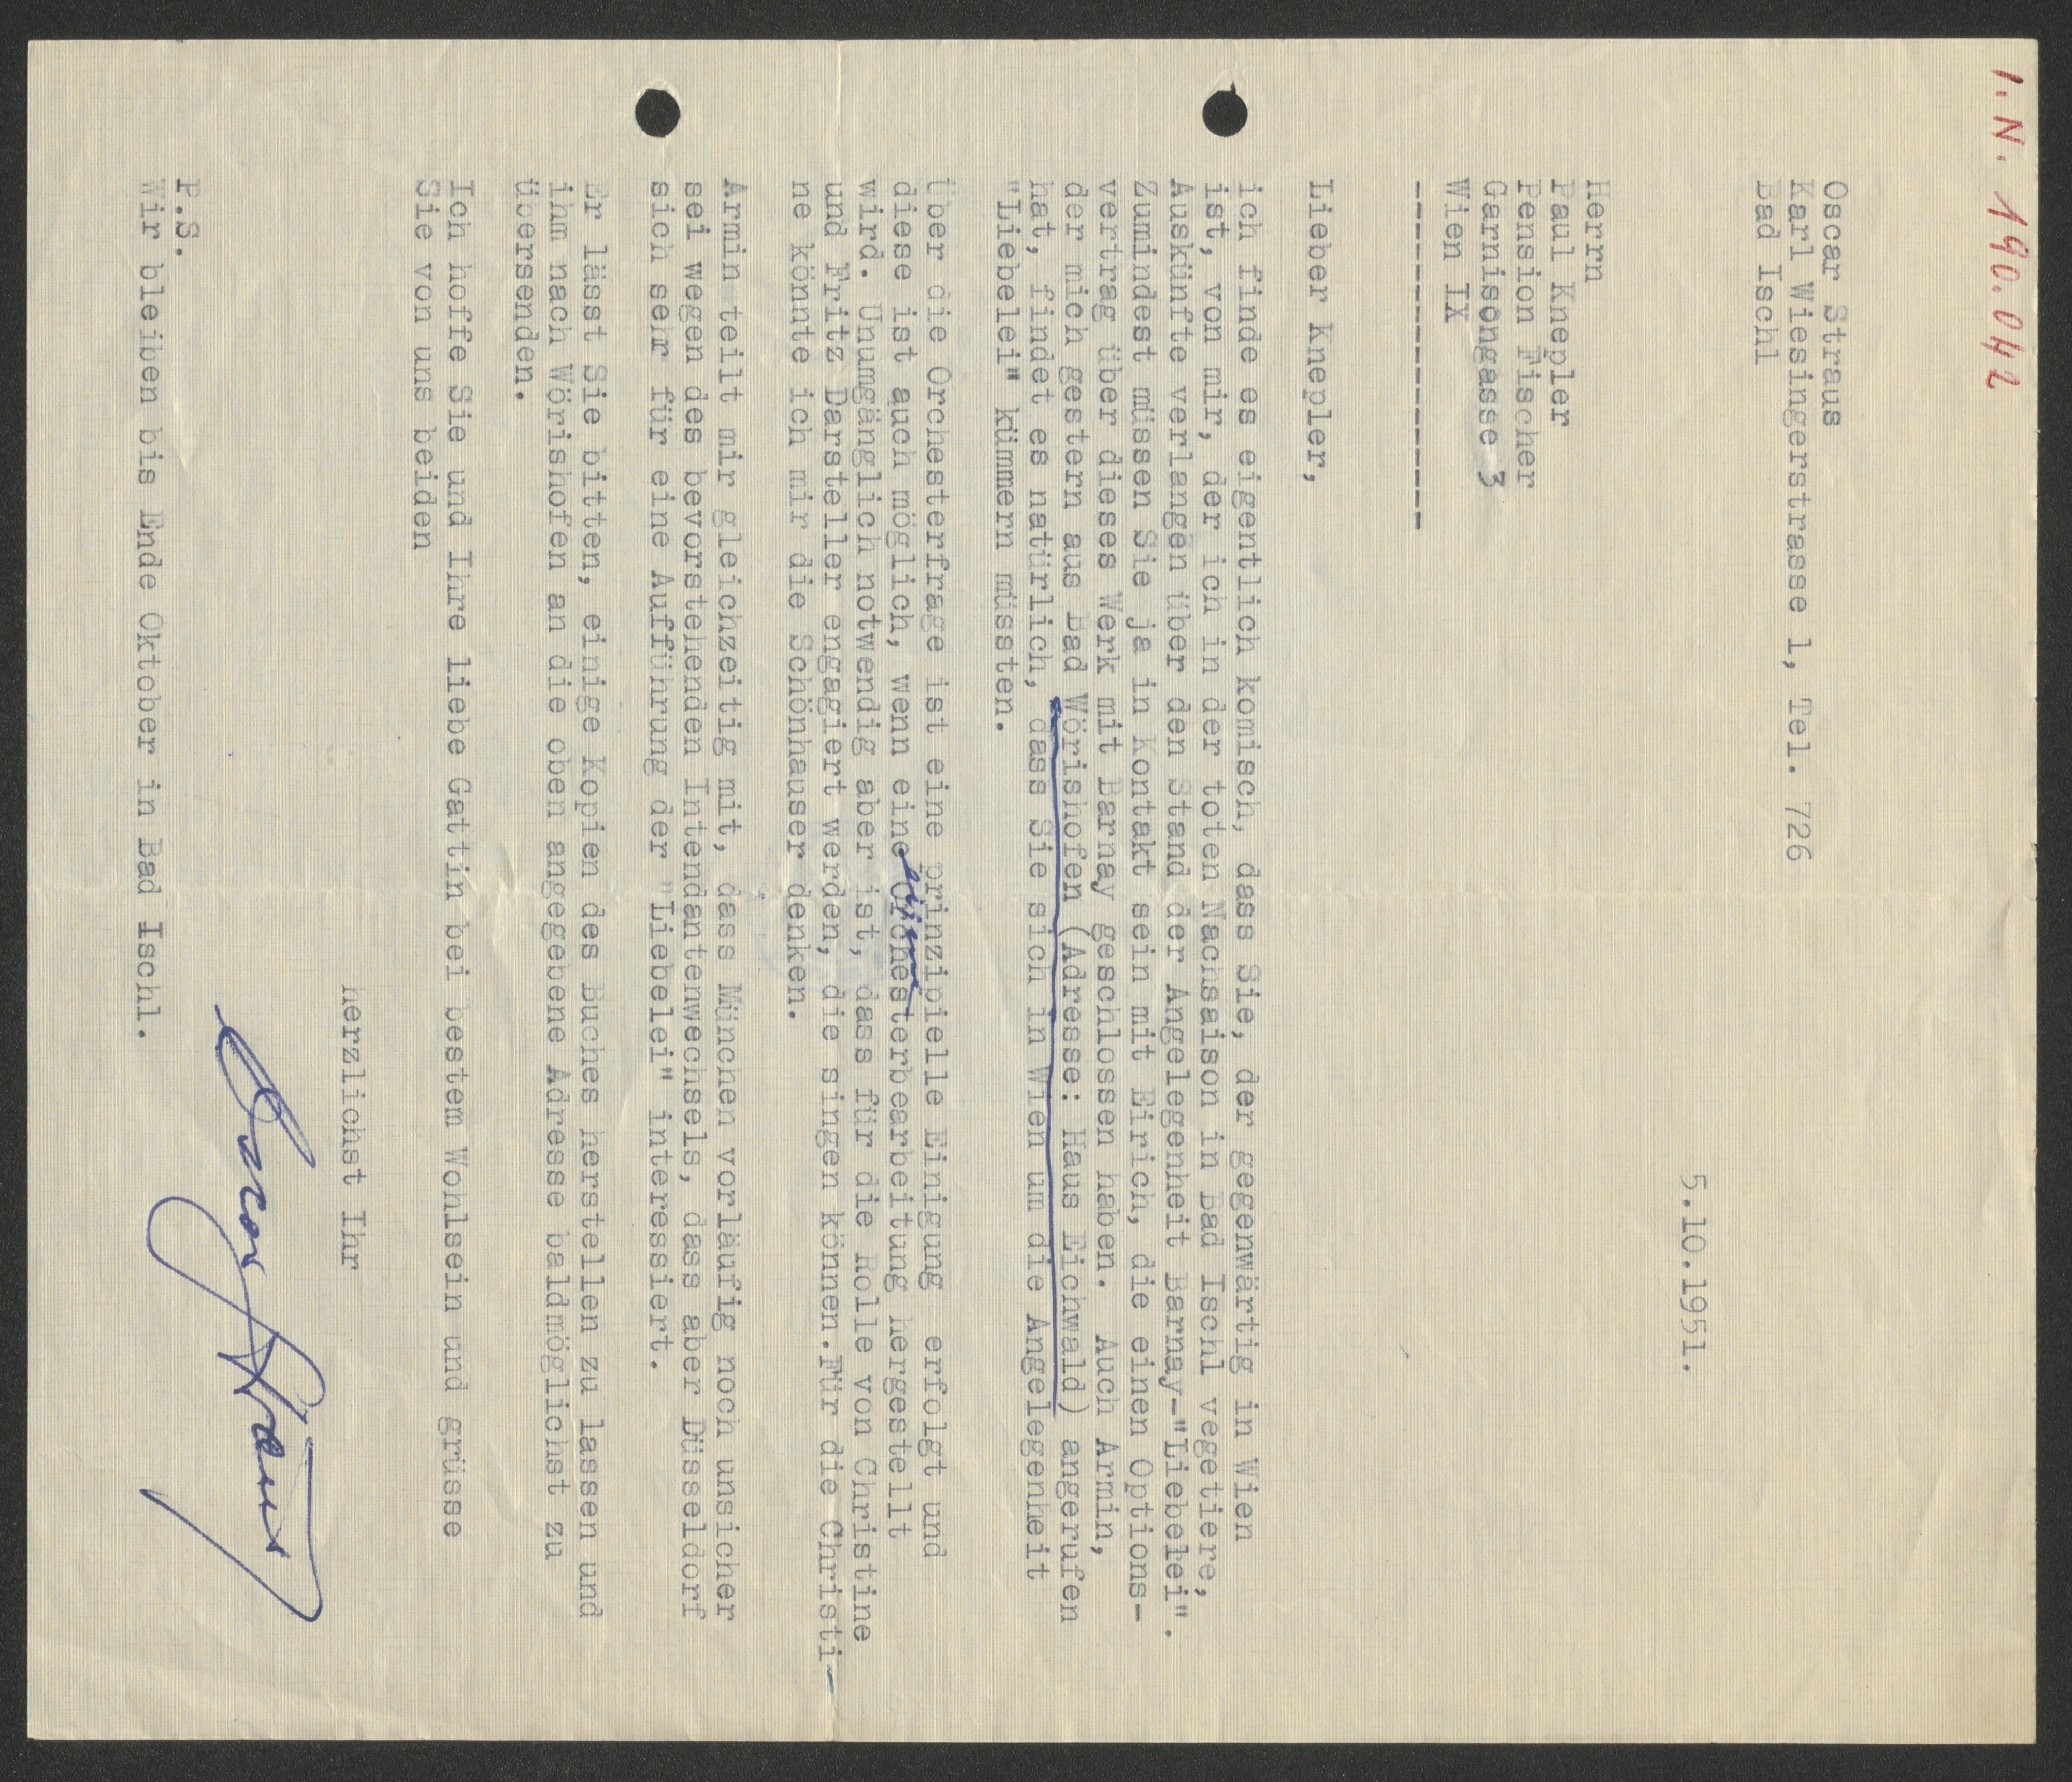 I.N. 190.042
Oscar Straus
Karl Wiesingerstrasse 1, Tel. 726
Bad Ischl
5.10.1951.
Herrn
Paul Knepler
Pension Fischer
Garnisongasse 3
Wien IX
Lieber Knepler,
ich finde es eigentlich komisch, dass Sie, der gegenwärtig in Wien
ist, von mir, der ich in der toten Nachsaison in Bad Ischl vegetiere,
Auskünfte verlangen über den Stand der Angelegenheit Barnay-"Liebelei".
Zumindest müssen Sie ja in Kontakt sein mit Eirich, die einen Options-
vertrag über dieses Werk mit Barnay geschlossen haben. Auch Armin,
der mich gestern aus Bad Wörishofen (Adresse: Haus Eichwald) angerufen
hat, findet es natürlich, dass Sie sich in Wien um die Angelegenheit
"Liebelei" kümmern müssten.
Über die Orchesterfrage ist eine prinzipielle Einigung erfolgt und
diese ist auch möglich, wenn eine Orchesterbearbeitung hergestellt
wird. Unumgänglich notwendig aber ist, dass für die Rolle von Christine
und Fritz Darsteller engagiert werden, die singen können.Für die Christi-
ne könnte ich mir die Schönhauser denken.
Armin teilt mir gleichzeitig mit, dass München vorläufig noch unsicher
sei wegen des bevorstehenden Intendantenwechsels, dass aber Düsseldorf
sich sehr für eine Aufführung der "Liebelei" interessiert.
Er lässt Sie bitten, einige Kopien des Buches herstellen zu lassen und
ihm nach Wörishofen an die oben angegebene Adresse baldmöglichst zu
übersenden.
Ich hoffe Sie und Ihre liebe Gattin bei bestem Wohlsein und grüsse
Sie von uns beiden
herzlichst Ihr
Oscar Straus
P.S.
Wir bleiben bis Ende Oktober in Bad Ischl.